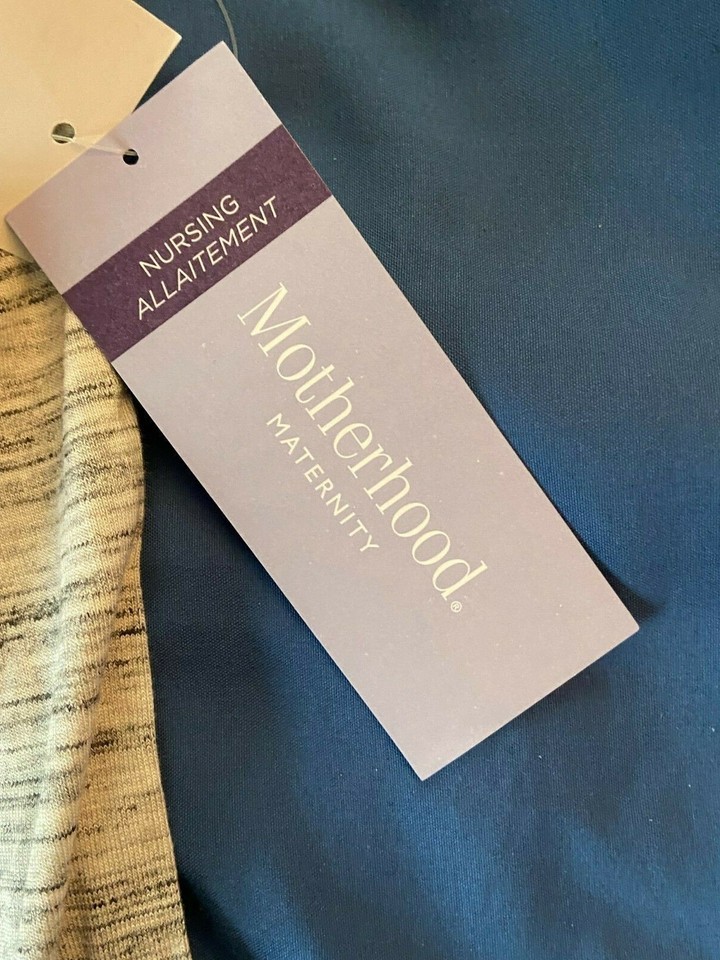 NURSING
ALLAITEMENT
Motherhood®
MATERNITY